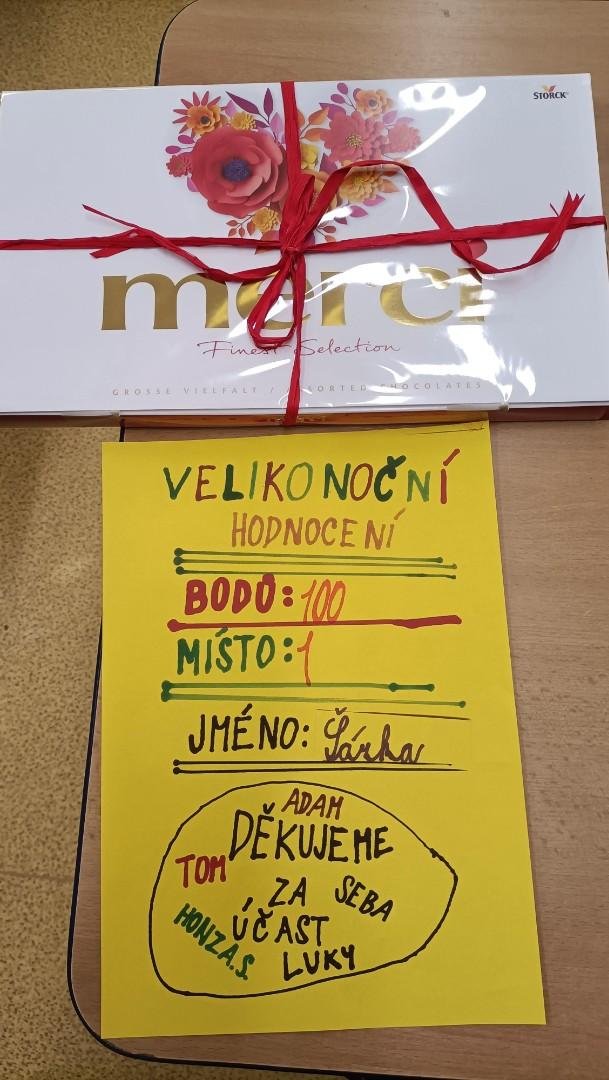 STORCK
merci
Finest Selection
GROSSE VIELFALT / ASSORTED CHOCOLATES
VELIKONOČNÍ
HODNOCENÍ
BODŮ: 100
MÍSTO: 1
JMÉNO: Šárka
ADAM
DĚKUJEME
TOM
ZA SEBA
HONZA.S. ÚČAST
LUKY